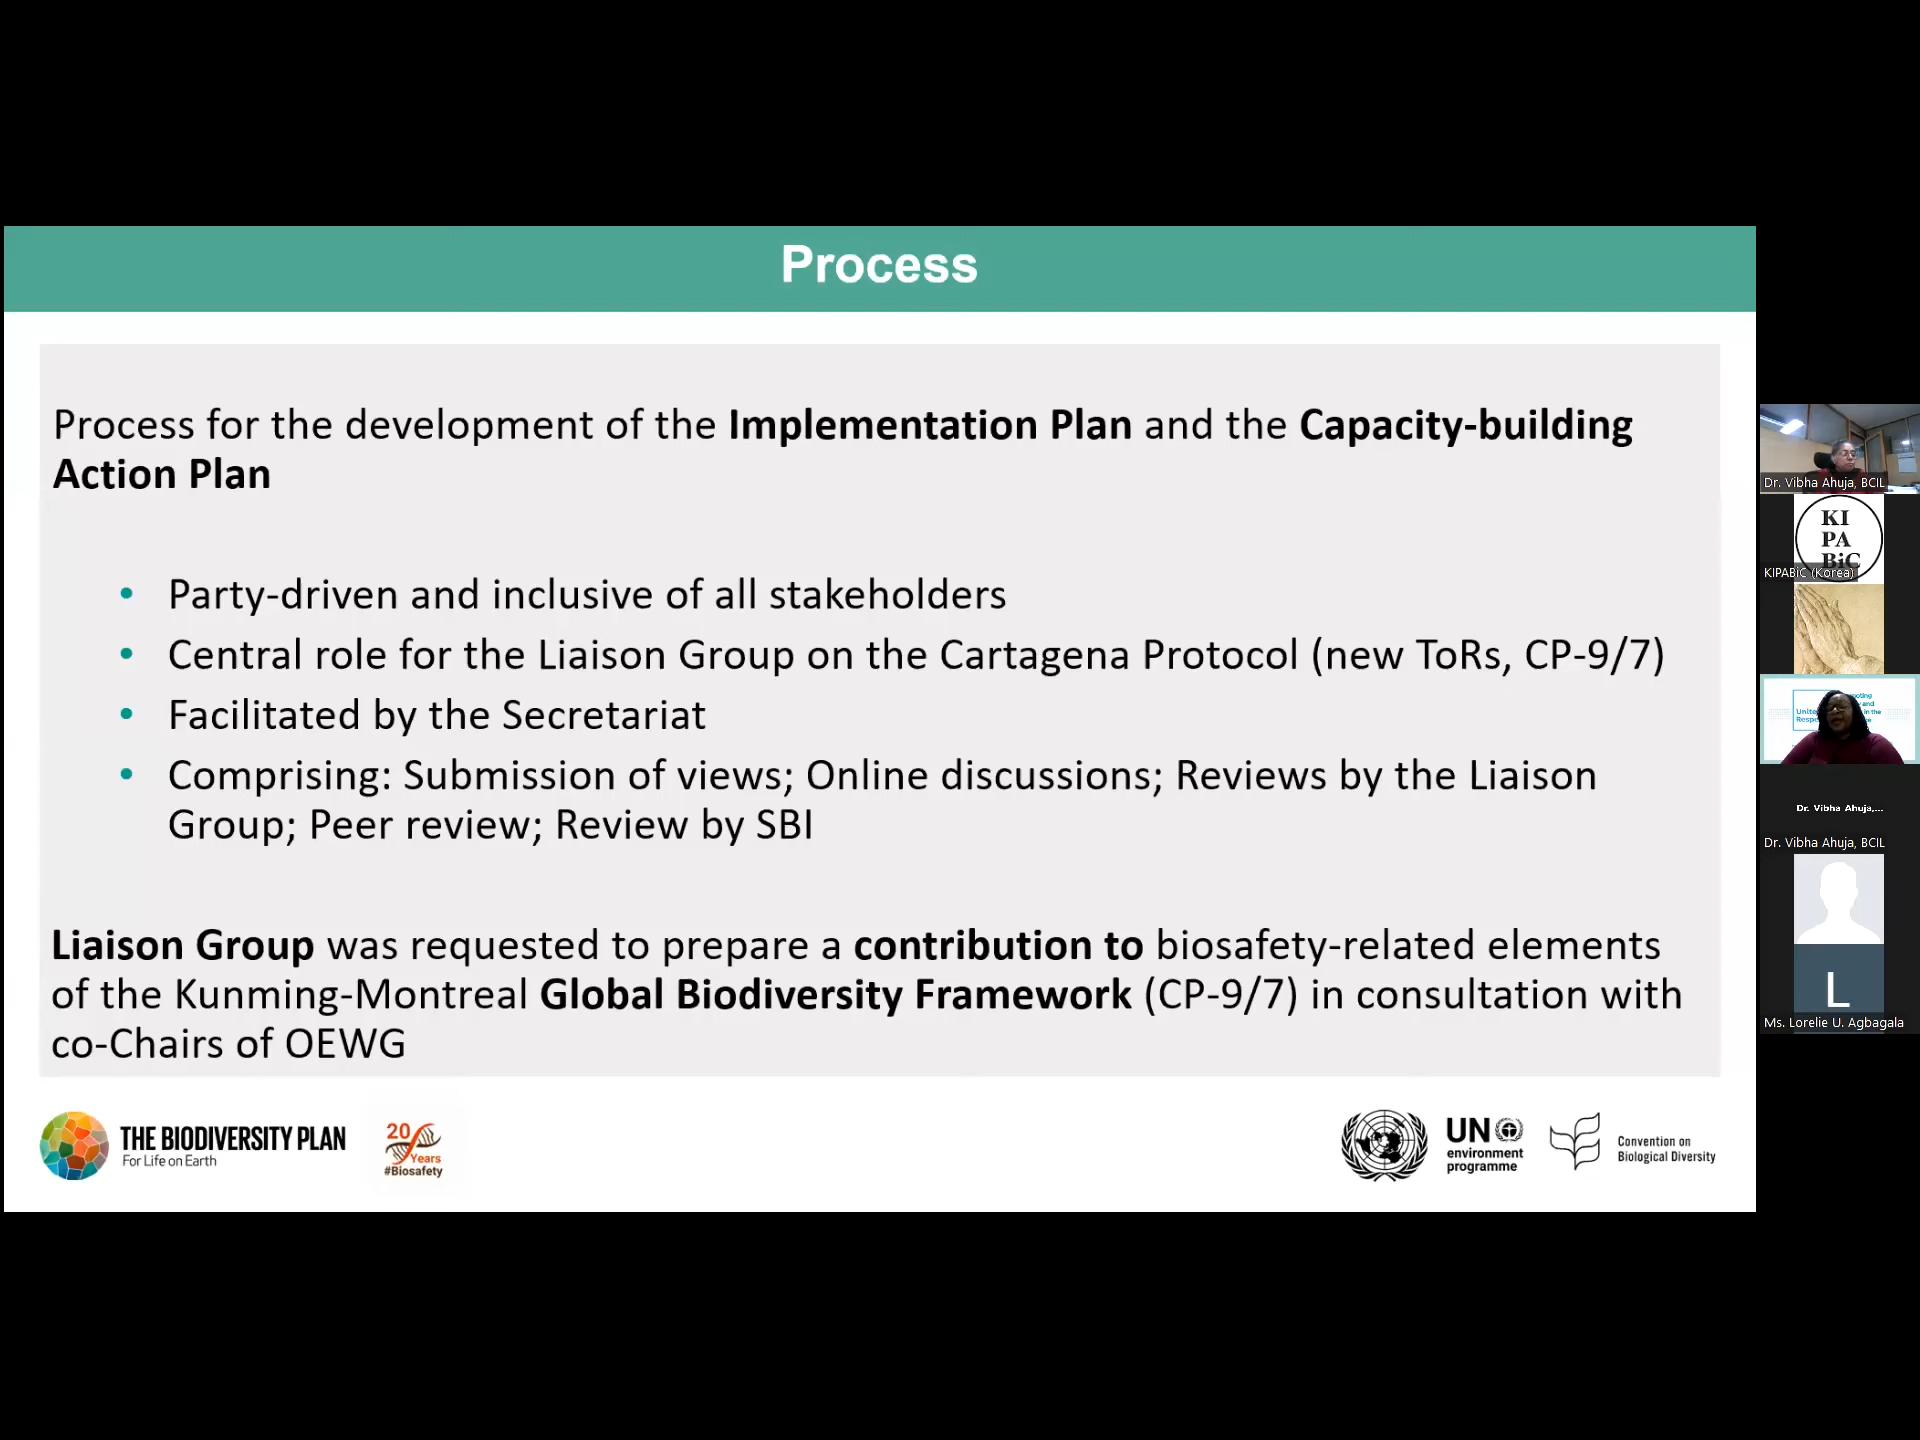 Process
Process for the development of the Implementation Plan and the Capacity-building
Action Plan
• Party-driven and inclusive of all stakeholders
• Central role for the Liaison Group on the Cartagena Protocol (new ToRs, CP-9/7)
• Facilitated by the Secretariat
• Comprising: Submission of views; Online discussions; Reviews by the Liaison
Group; Peer review; Review by SBI
Liaison Group was requested to prepare a contribution to biosafety-related elements
of the Kunming-Montreal Global Biodiversity Framework (CP-9/7) in consultation with
co-Chairs of OEWG
THE BIODIVERSITY PLAN
For Life on Earth
20
Years
#Biosafety
UN
environment
programme
Convention on
Biological Diversity
Dr. Vibha Ahuja, BCIL
KI
PA
BiC
KIPABiC (Korea)
and
in the
Dr. Vibha Ahuja,...
Dr. Vibha Ahuja, BCIL
L
Ms. Lorelie U. Agbagala